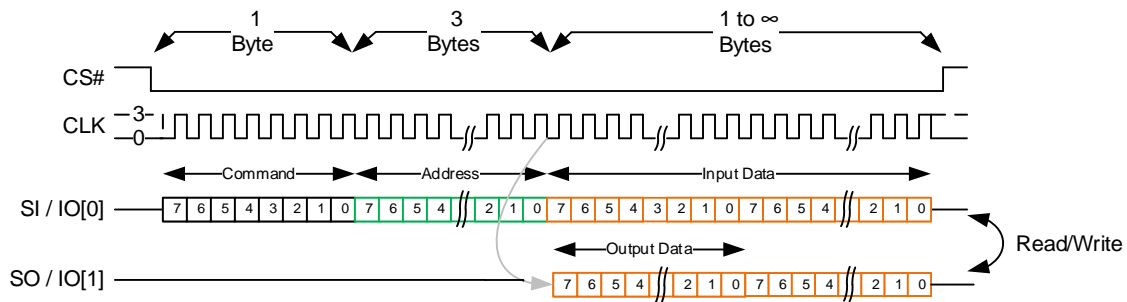 1 Byte
3 Bytes
1 to ∞ Bytes
CS#
CLK
3
0
Command
Address
Input Data
SI / IO[0]
7 6 5 4 3 2 1 0 7 6 5 4 2 1 0 7 6 5 4 3 2 1 0 7 6 5 4 2 1 0
Output Data
Read/Write
SO / IO[1]
7 6 5 4 2 1 0 7 6 5 4 2 1 0